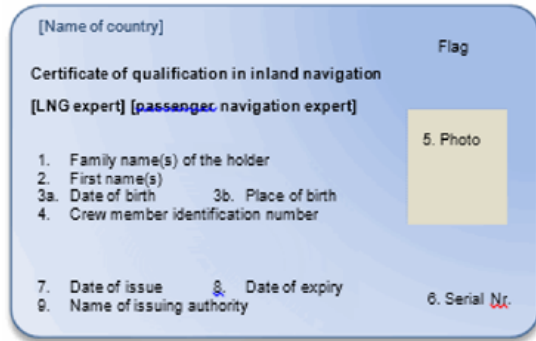 [Name of country]
Flag
Certificate of qualification in inland navigation
[LNG expert] [passenger navigation expert]
5. Photo
1. Family name(s) of the holder
2. First name(s)
3a. Date of birth 3b. Place of birth
4. Crew member identification number
7. Date of issue 8. Date of expiry
9. Name of issuing authority
6. Serial Nr.